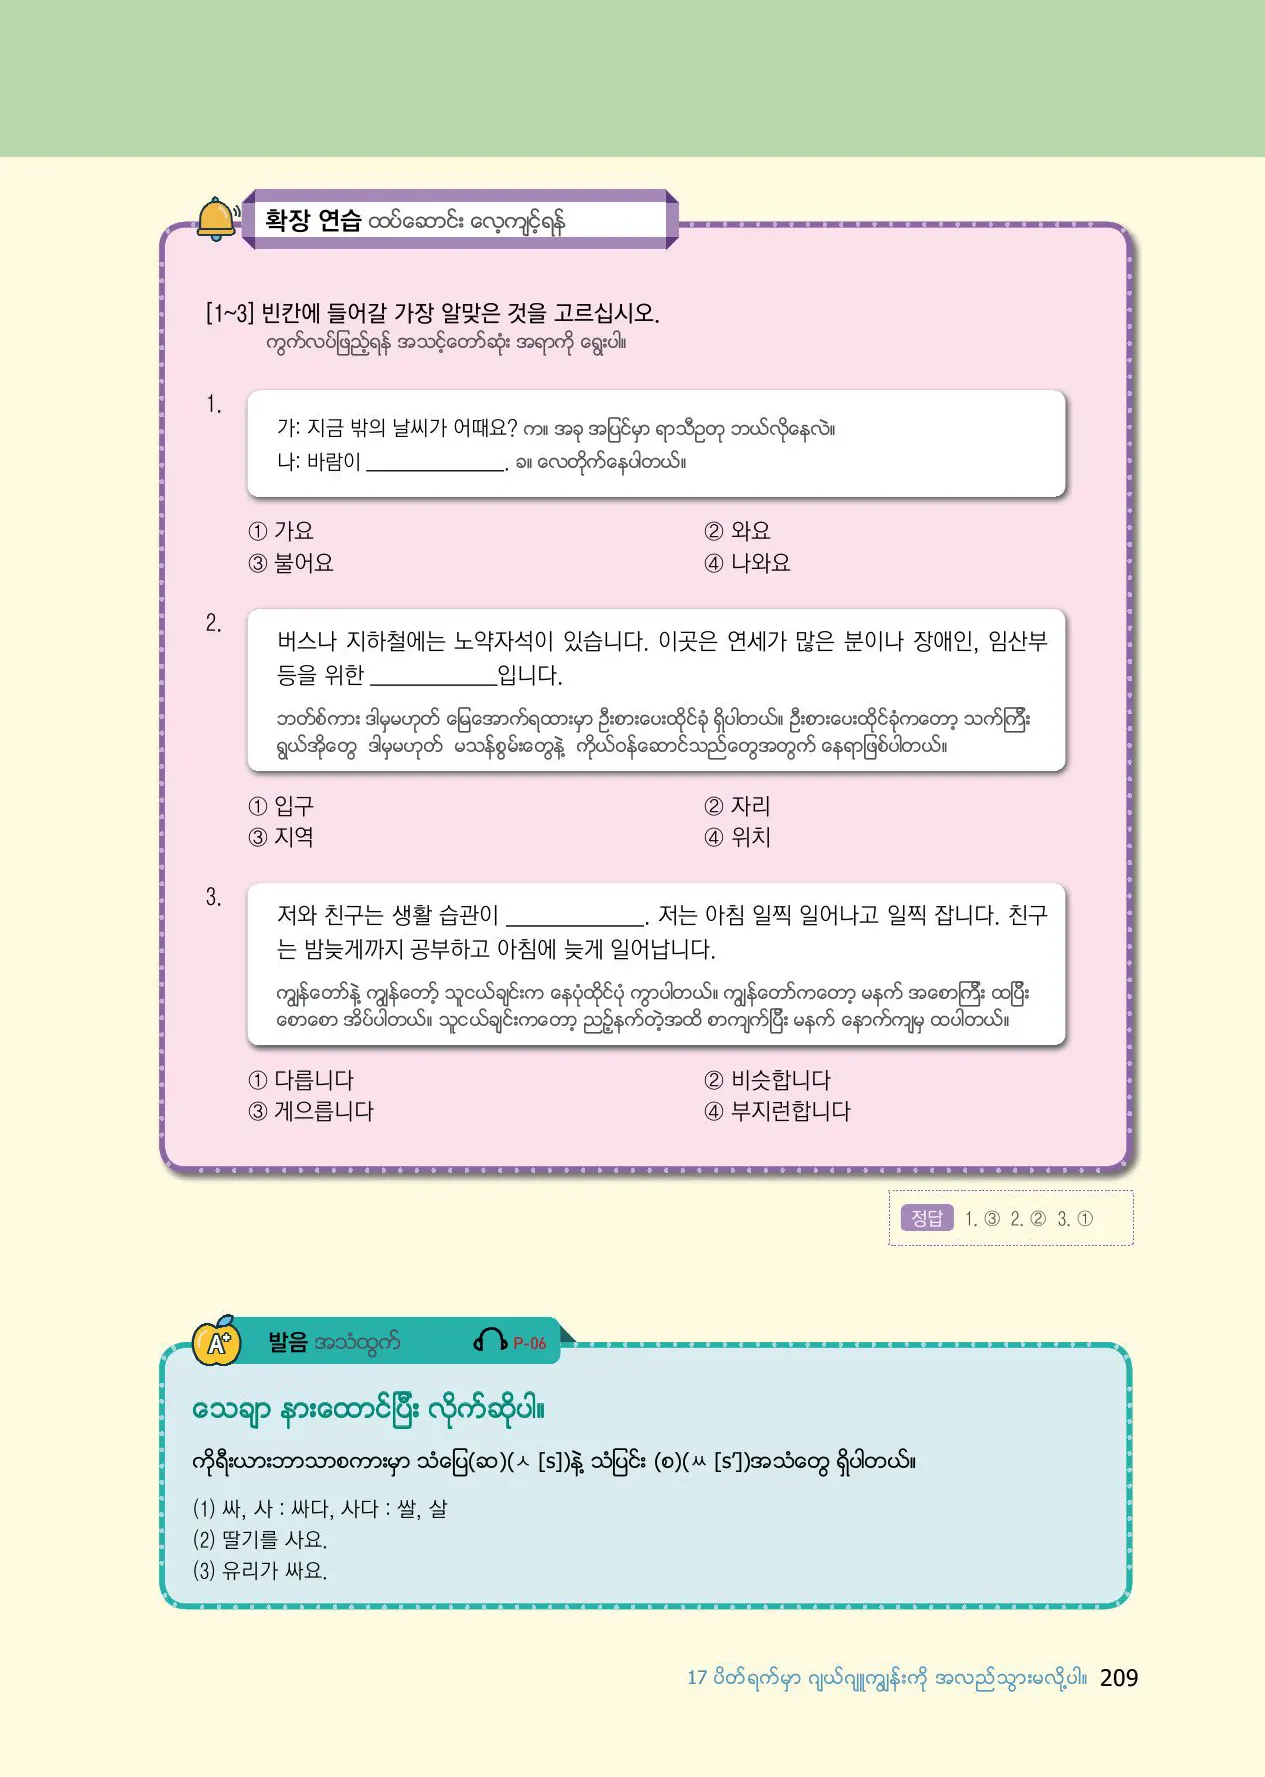 확장 연습 ထပ်ဆောင်း လေ့ကျင့်ရန်
[1~3] 빈칸에 들어갈 가장 알맞은 것을 고르십시오.
ကွက်လပ်ဖြည့်ရန် အသင့်တော်ဆုံး အရာကို ရွေးပါ။
1.
가: 지금 밖의 날씨가 어때요? က။ အခု အပြင်မှာ ရာသီဥတု ဘယ်လိုနေလဲ။
나: 바람이 _____________. ခ။ လေတိုက်နေပါတယ်။
① 가요
② 와요
③ 불어요
④ 나와요
2.
버스나 지하철에는 노약자석이 있습니다. 이곳은 연세가 많은 분이나 장애인, 임산부
등을 위한 ____________입니다.
ဘတ်စ်ကား ဒါမှမဟုတ် မြေအောက်ရထားမှာ ဦးစားပေးထိုင်ခုံ ရှိပါတယ်။ ဦးစားပေးထိုင်ခုံကတော့ သက်ကြီး
ရွယ်အိုတွေ ဒါမှမဟုတ် မသန်စွမ်းတွေနဲ့ ကိုယ်ဝန်ဆောင်သည်တွေအတွက် နေရာဖြစ်ပါတယ်။
① 입구
② 자리
③ 지역
④ 위치
3.
저와 친구는 생활 습관이 _____________. 저는 아침 일찍 일어나고 일찍 잡니다. 친구
는 밤늦게까지 공부하고 아침에 늦게 일어납니다.
ကျွန်တော်နဲ့ ကျွန်တော့် သူငယ်ချင်းက နေပုံထိုင်ပုံ ကွာပါတယ်။ ကျွန်တော်ကတော့ မနက် အစောကြီး ထပြီး
စောစော အိပ်ပါတယ်။ သူငယ်ချင်းကတော့ ညဉ့်နက်တဲ့အထိ စာကျက်ပြီး မနက် နောက်ကျမှ ထပါတယ်။
① 다릅니다
② 비슷합니다
③ 게으릅니다
④ 부지런합니다
정답 1. ③ 2. ② 3. ①
A+ 발음 အသံထွက် P-06
သေချာ နားထောင်ပြီး လိုက်ဆိုပါ။
ကိုရီးယားဘာသာစကားမှာ သံပြေ(ဆ)(ㅅ [s])နဲ့ သံပြင်း (စ)(ㅆ [s′])အသံတွေ ရှိပါတယ်။
(1) 싸, 사 : 싸다, 사다 : 쌀, 살
(2) 딸기를 사요.
(3) 유리가 싸요.
17 ပိတ်ရက်မှာ ဂျယ်ဂျူကျွန်းကို အလည်သွားမလို့ပါ။ 209